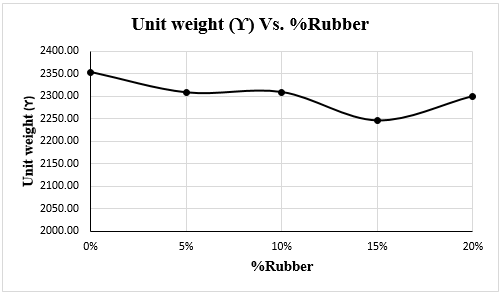 Unit weight (ϒ) Vs. %Rubber
2400.00
2350.00
2300.00
2250.00
2200.00
2150.00
2100.00
2050.00
2000.00
Unit weight (ϒ)
0% 5% 10% 15% 20%
%Rubber